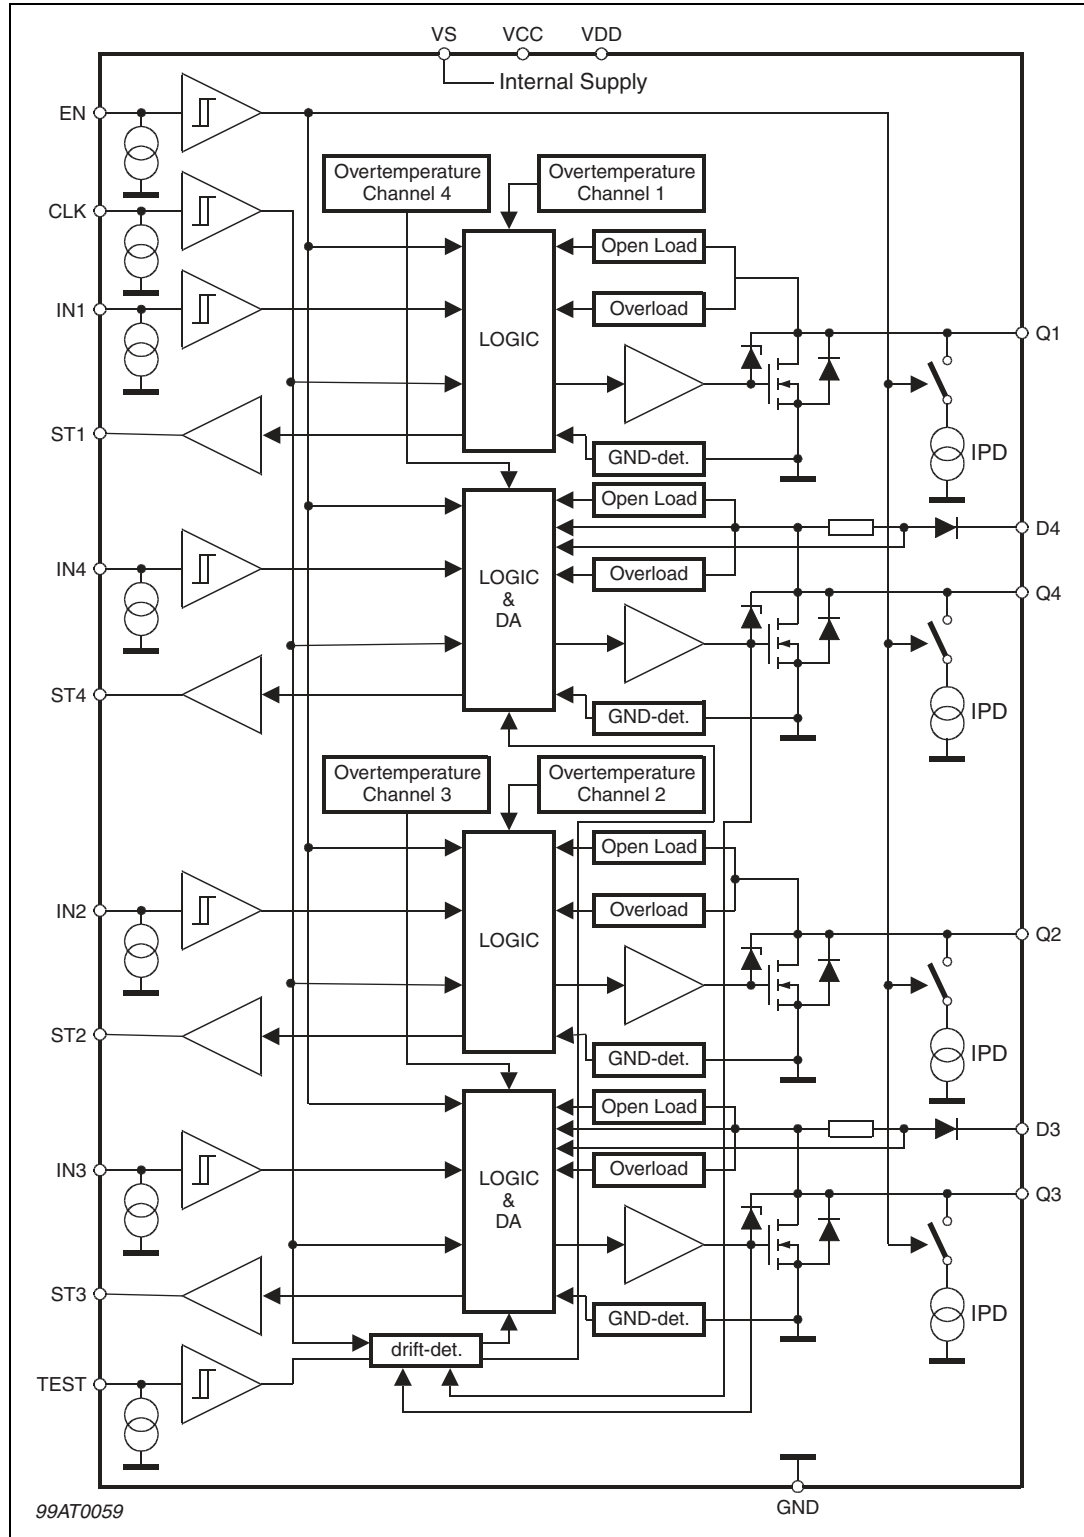 VS VCC VDD
Internal Supply
EN
Overtemperature
Channel 4
Overtemperature
Channel 1
CLK
Open Load
IN1
Overload
LOGIC
Q1
ST1
GND-det.
IPD
Open Load
D4
IN4
LOGIC
&
DA
Overload
Q4
ST4
GND-det.
IPD
Overtemperature
Channel 3
Overtemperature
Channel 2
Open Load
IN2
Overload
LOGIC
Q2
ST2
GND-det.
IPD
Open Load
D3
IN3
LOGIC
&
DA
Overload
Q3
ST3
GND-det.
IPD
drift-det.
TEST
GND
99AT0059